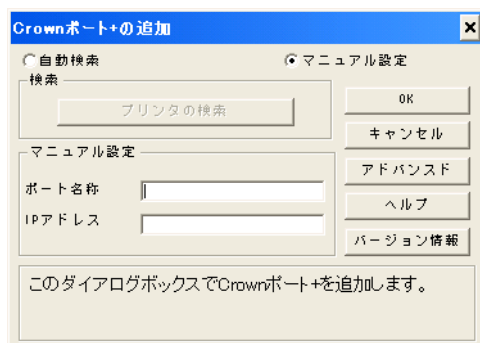 Crownポート+の追加
自動検索
マニュアル設定
検索
プリンタの検索
OK
キャンセル
マニュアル設定
アドバンスド
ポート名称
ヘルプ
IPアドレス
バージョン情報
このダイアログボックスでCrownポート+を追加します。